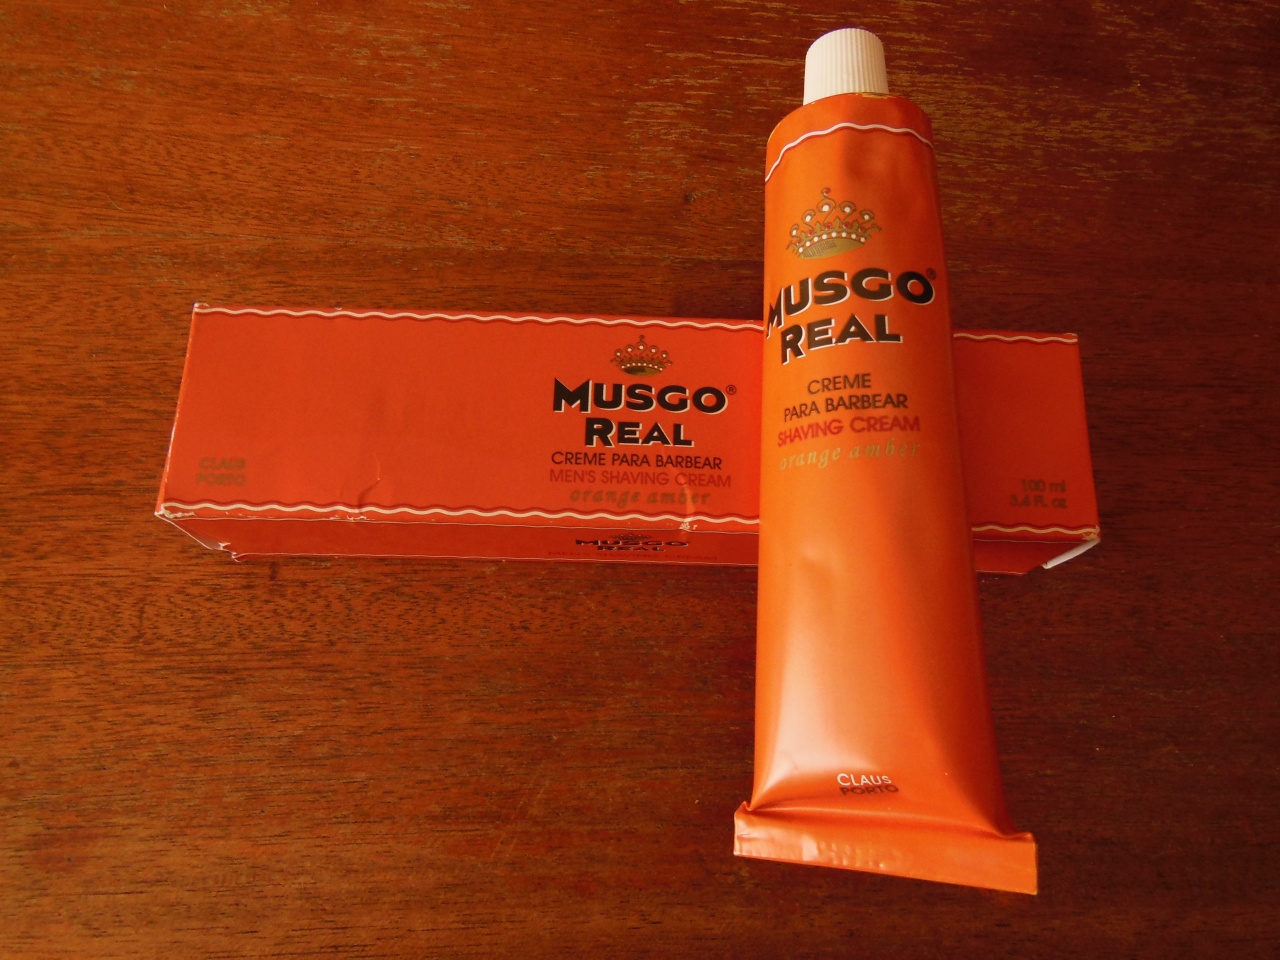 MUSGO®
REAL
CREME
PARA BARBEAR
SHAVING CREAM
orange amber
CLAUS
PORTO
MUSGO®
REAL
CREME PARA BARBEAR
MEN'S SHAVING CREAM
orange amber
CLAUS
PORTO
100 ml
3.4 fl. oz
MUSGO
REAL